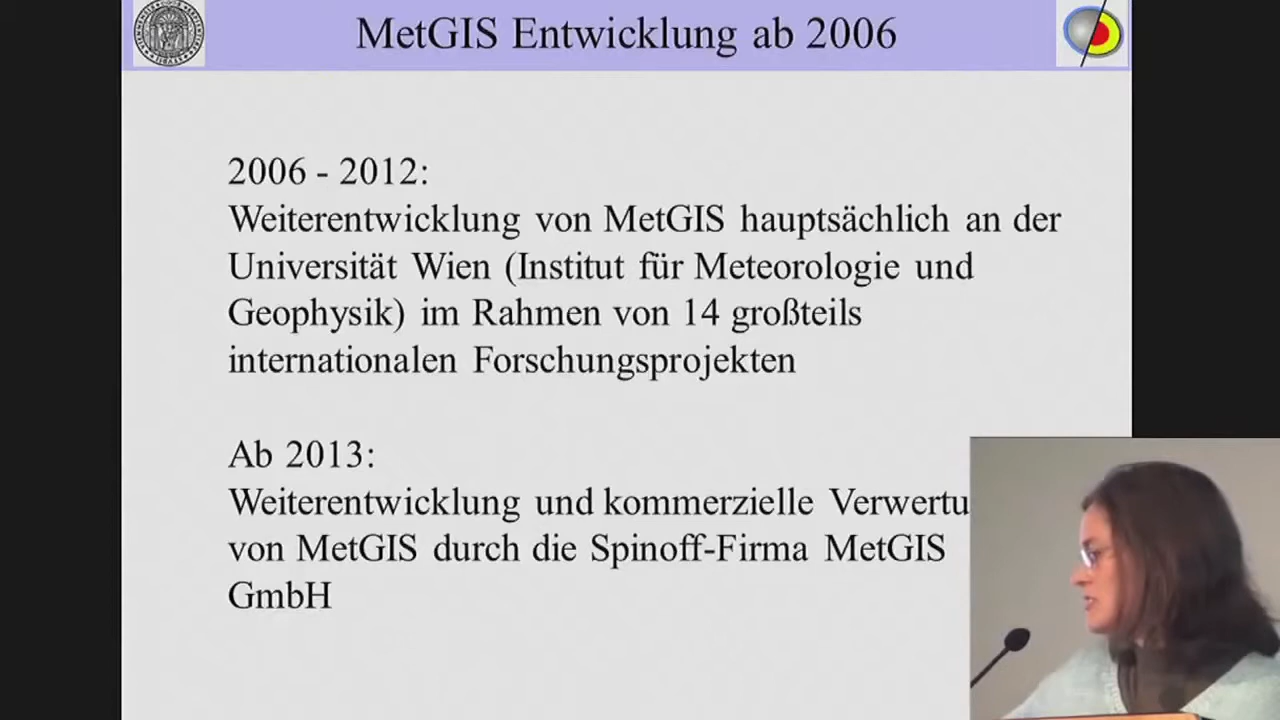 MetGIS Entwicklung ab 2006
2006 - 2012:
Weiterentwicklung von MetGIS hauptsächlich an der
Universität Wien (Institut für Meteorologie und
Geophysik) im Rahmen von 14 großteils
internationalen Forschungsprojekten
Ab 2013:
Weiterentwicklung und kommerzielle Verwertu
von MetGIS durch die Spinoff-Firma MetGIS
GmbH